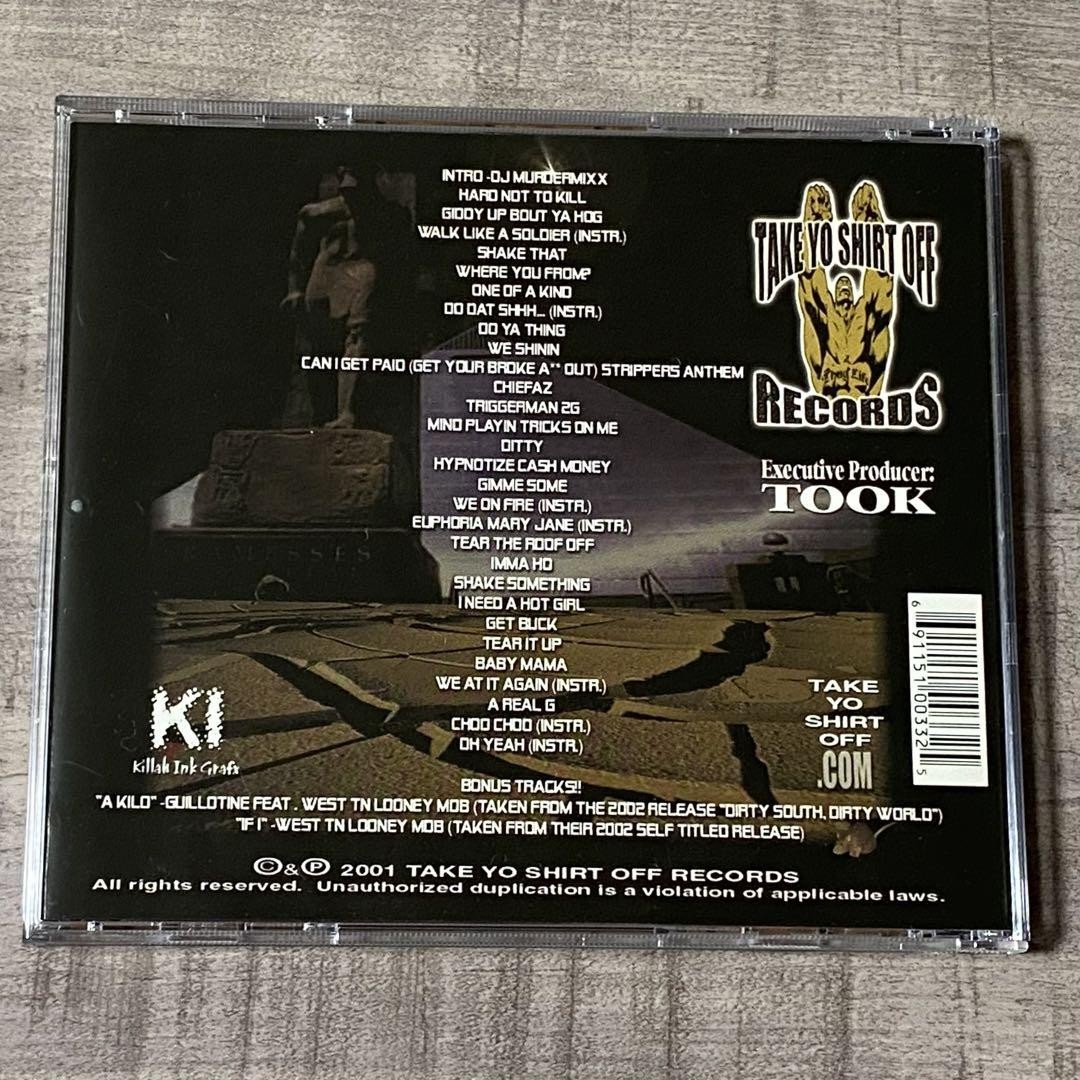 INTRO -DJ MURDERMIXX
HARD NOT TO KILL
GIDDY UP BOUT YA HOG
WALK LIKE A SOLDIER (INSTR.)
SHAKE THAT
WHERE YOU FROM?
ONE OF A KIND
DO DAT SHHH... (INSTR.)
DO YA THING
WE SHININ
CAN I GET PAID (GET YOUR BROKE A** OUT) STRIPPERS ANTHEM
CHIEFAZ
TRIGGERMAN 2G
MIND PLAYIN TRICKS ON ME
DITTY
HYPNOTIZE CASH MONEY
GIMME SOME
WE ON FIRE (INSTR.)
EUPHORIA MARY JANE (INSTR.)
TEAR THE ROOF OFF
IMMA HO
SHAKE SOMETHING
I NEED A HOT GIRL
GET BUCK
TEAR IT UP
BABY MAMA
WE AT IT AGAIN (INSTR.)
A REAL G
CHOO CHOO (INSTR.)
OH YEAH (INSTR.)
BONUS TRACKS!!
"A KILO" -GUILLOTINE FEAT . WEST TN LOONEY MOB (TAKEN FROM THE 2002 RELEASE "DIRTY SOUTH, DIRTY WORLD")
"IF I" -WEST TN LOONEY MOB (TAKEN FROM THEIR 2002 SELF TITLED RELEASE)
TAKE YO SHIRT OFF
Thug Life
RECORDS
Executive Producer:
TOOK
KI
Killah Ink Grafx
TAKE
YO
SHIRT
OFF
.COM
6 91151 00332 5
©&℗ 2001 TAKE YO SHIRT OFF RECORDS
All rights reserved. Unauthorized duplication is a violation of applicable laws.